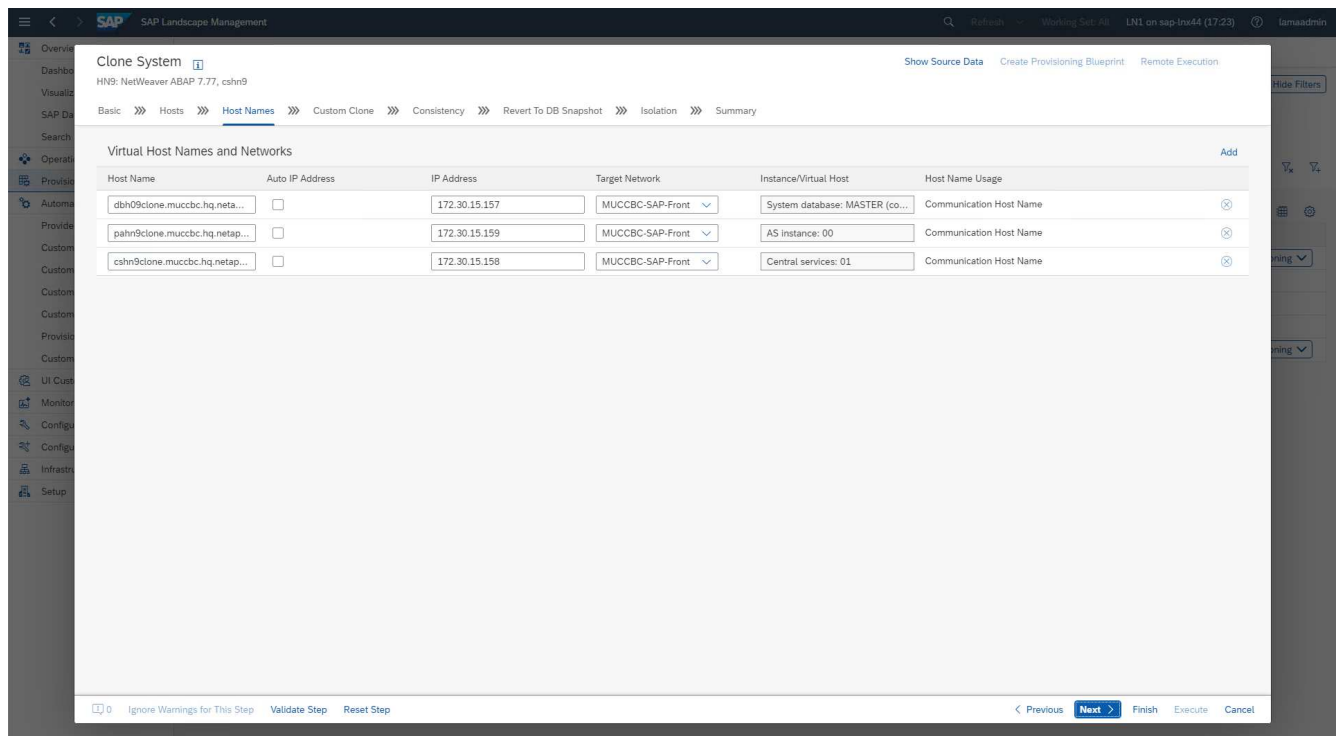 SAP SAP Landscape Management Refresh Working Set: All LN1 on sap-lnx44 (17:23) lamaadmin
Overvie
Dashbo
Visualiz
SAP Da
Search
Operati
Provisio
Automa
Provide
Custom
Custom
Custom
Custom
Provisio
Custom
UI Cust
Monitor
Configu
Configu
Infrastru
Setup
Clone System
Show Source Data Create Provisioning Blueprint Remote Execution
HN9: NetWeaver ABAP 7.77, cshn9
Hide Filters
Basic Hosts Host Names Custom Clone Consistency Revert To DB Snapshot Isolation Summary
Virtual Host Names and Networks Add
Host Name Auto IP Address IP Address Target Network Instance/Virtual Host Host Name Usage
dbh09clone.muccbc.hq.neta... 172.30.15.157 MUCCBC-SAP-Front System database: MASTER (co... Communication Host Name
pahn9clone.muccbc.hq.netap... 172.30.15.159 MUCCBC-SAP-Front AS instance: 00 Communication Host Name
cshn9clone.muccbc.hq.netap... 172.30.15.158 MUCCBC-SAP-Front Central services: 01 Communication Host Name
oning
oning
0 Ignore Warnings for This Step Validate Step Reset Step < Previous Next > Finish Execute Cancel